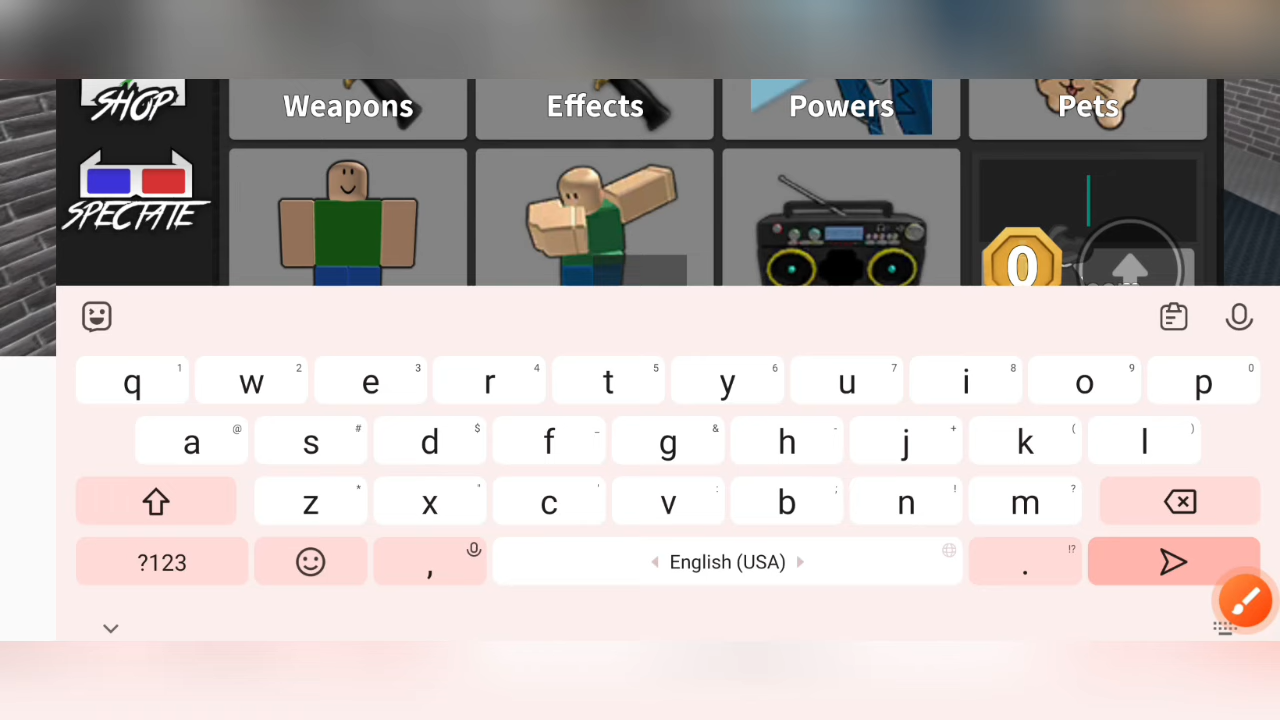 SHOP
Weapons
Effects
Powers
Pets
SPECTATE
0
q 1 w 2 e 3 r 4 t 5 y 6 u 7 i 8 o 9 p 0
a @ s # d $ f _ g & h - j + k ( l )
z * x " c ' v : b ; n ! m ?
?123 , English (USA) . !?